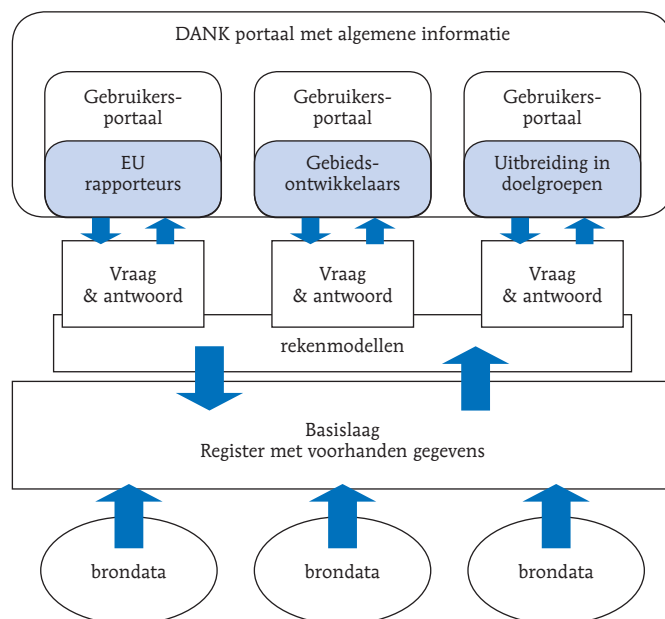 DANK portaal met algemene informatie
Gebruikers-
portaal
EU
rapporteurs
Gebruikers-
portaal
Gebieds-
ontwikkelaars
Gebruikers-
portaal
Uitbreiding in
doelgroepen
Vraag
& antwoord
Vraag
& antwoord
Vraag
& antwoord
rekenmodellen
Basislaag
Register met voorhanden gegevens
brondata
brondata
brondata